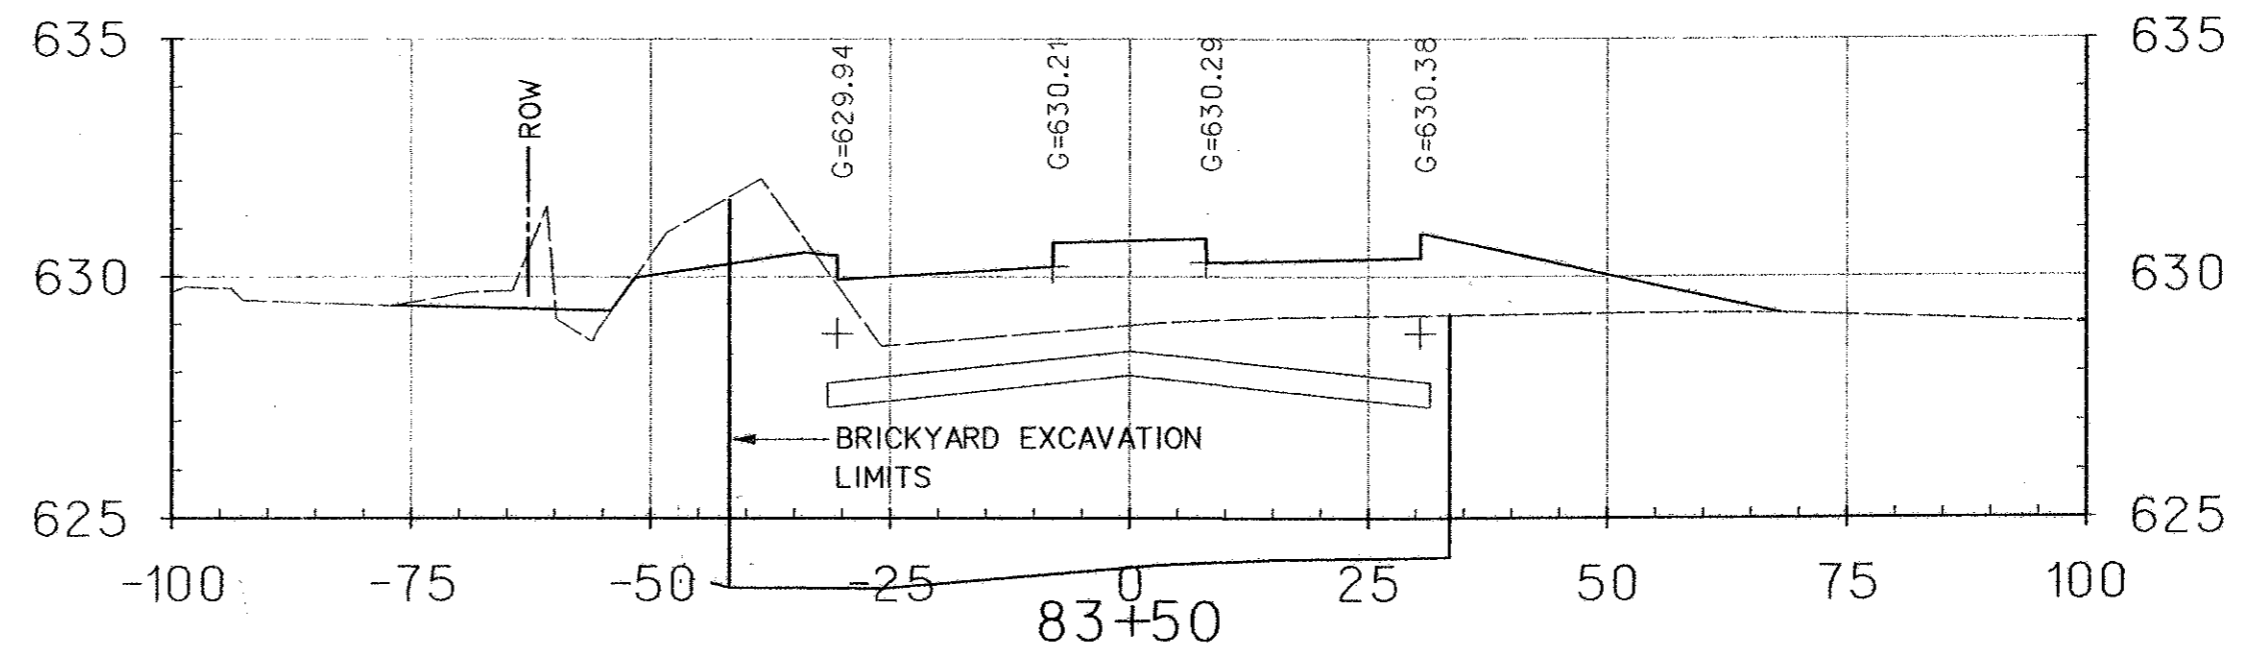 635
635
ROW
G=629.94
G=630.21
G=630.29
G=630.38
630
630
BRICKYARD EXCAVATION
LIMITS
625
625
-100
-75
-50
-25
0
25
50
75
100
83+50